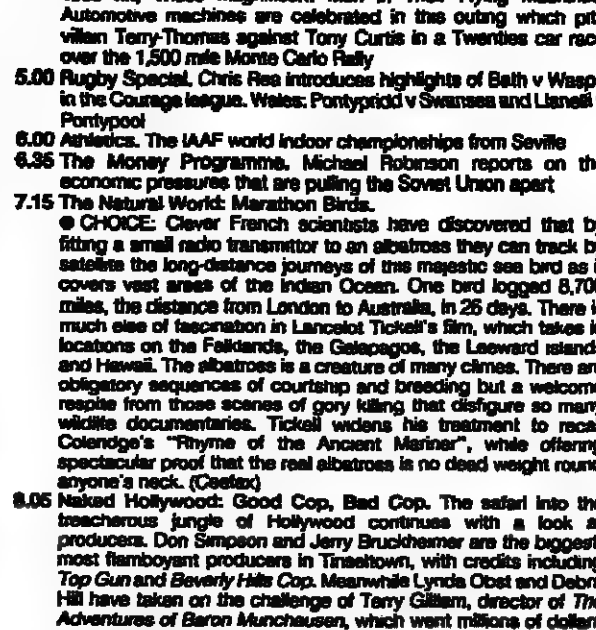 Automotive machines are celebrated in this outing which pit
villain Terry-Thomas against Tony Curtis in a Twenties car rac
over the 1,500 mile Monte Carlo Rally
5.00 Rugby Special. Chris Rea introduces highlights of Bath v Wasp
in the Courage league. Wales: Pontypridd v Swansea and Llanelli
Pontypool
6.00 Athletics. The IAAF world indoor championships from Seville
6.35 The Money Programme. Michael Robinson reports on the
economic pressures that are pulling the Soviet Union apart
7.15 The Natural World: Marathon Birds.
● CHOICE: Clever French scientists have discovered that by
fitting a small radio transmitter to an albatross they can track b
satellite the long-distance journeys of this majestic sea bird as i
covers vast areas of the Indian Ocean. One bird logged 8,700
miles, the distance from London to Australia, in 26 days. There i
much else of fascination in Lancelot Tickell's film, which takes i
locations on the Falklands, the Galapagos, the Leeward Islands
and Hawaii. The albatross is a creature of many climes. There are
obligatory sequences of courtship and breeding but a welcome
respite from those scenes of gory killing that disfigure so many
wildlife documentaries. Tickell widens his treatment to recal
Coleridge's "Rhyme of the Ancient Mariner", while offering
spectacular proof that the real albatross is no dead weight round
anyone's neck. (Ceefax)
8.05 Naked Hollywood: Good Cop, Bad Cop. The safari into the
treacherous jungle of Hollywood continues with a look a
producers. Don Simpson and Jerry Bruckheimer are the biggest,
most flamboyant producers in Tinseltown, with credits including
Top Gun and Beverly Hills Cop. Meanwhile Lynda Obst and Debra
Hill have taken on the challenge of Terry Gilliam, director of The
Adventures of Baron Munchausen, which went millions of dollars